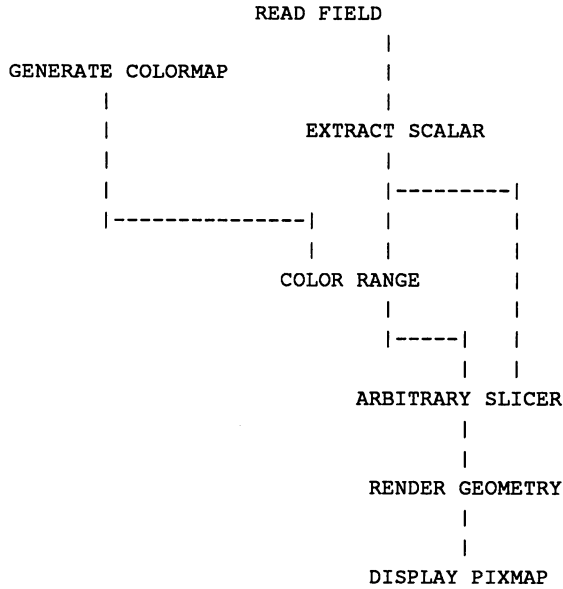 READ FIELD
GENERATE COLORMAP
EXTRACT SCALAR
COLOR RANGE
ARBITRARY SLICER
RENDER GEOMETRY
DISPLAY PIXMAP